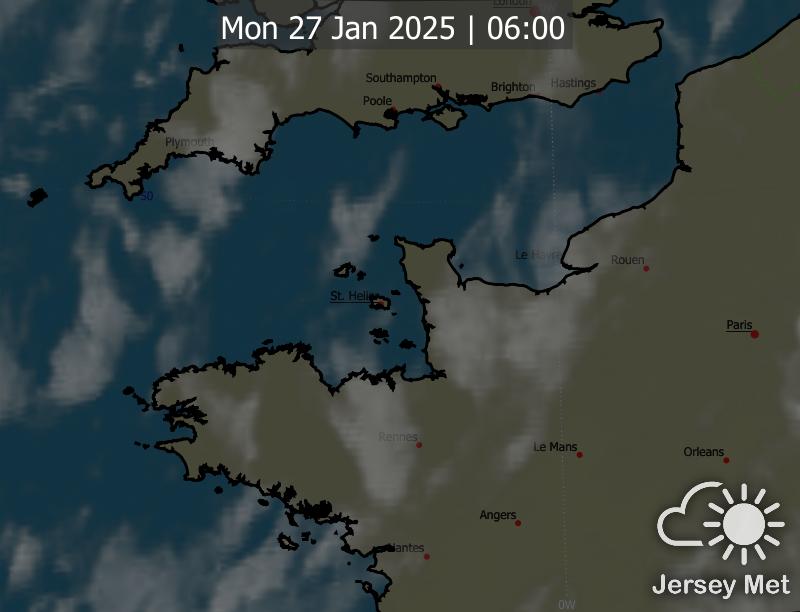 London
Mon 27 Jan 2025 | 06:00
Southampton
Brighton
Hastings
Poole
Plymouth
50
Le Havre
Rouen
St. Helier
Paris
Rennes
Le Mans
Orleans
Angers
Nantes
Jersey Met
0W